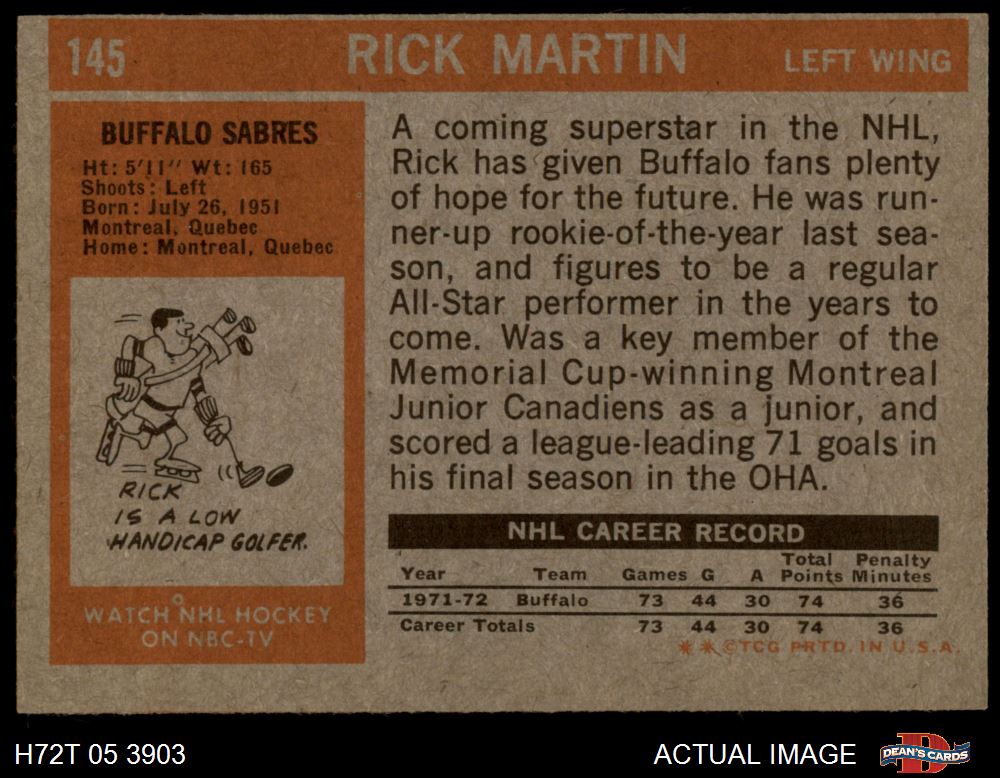 145 RICK MARTIN LEFT WING
BUFFALO SABRES
Ht: 5'11" Wt: 165
Shoots: Left
Born: July 26, 1951
Montreal, Quebec
Home: Montreal, Quebec
RICK
IS A LOW
HANDICAP GOLFER.
WATCH NHL HOCKEY
ON NBC-TV
A coming superstar in the NHL,
Rick has given Buffalo fans plenty
of hope for the future. He was run-
ner-up rookie-of-the-year last sea-
son, and figures to be a regular
All-Star performer in the years to
come. Was a key member of the
Memorial Cup-winning Montreal
Junior Canadiens as a junior, and
scored a league-leading 71 goals in
his final season in the OHA.
NHL CAREER RECORD
Total Penalty
Year Team Games G A Points Minutes
1971-72 Buffalo 73 44 30 74 36
Career Totals 73 44 30 74 36
**©TCG PRTD. IN U.S.A.
H72T 05 3903 ACTUAL IMAGE DEAN'S CARDS